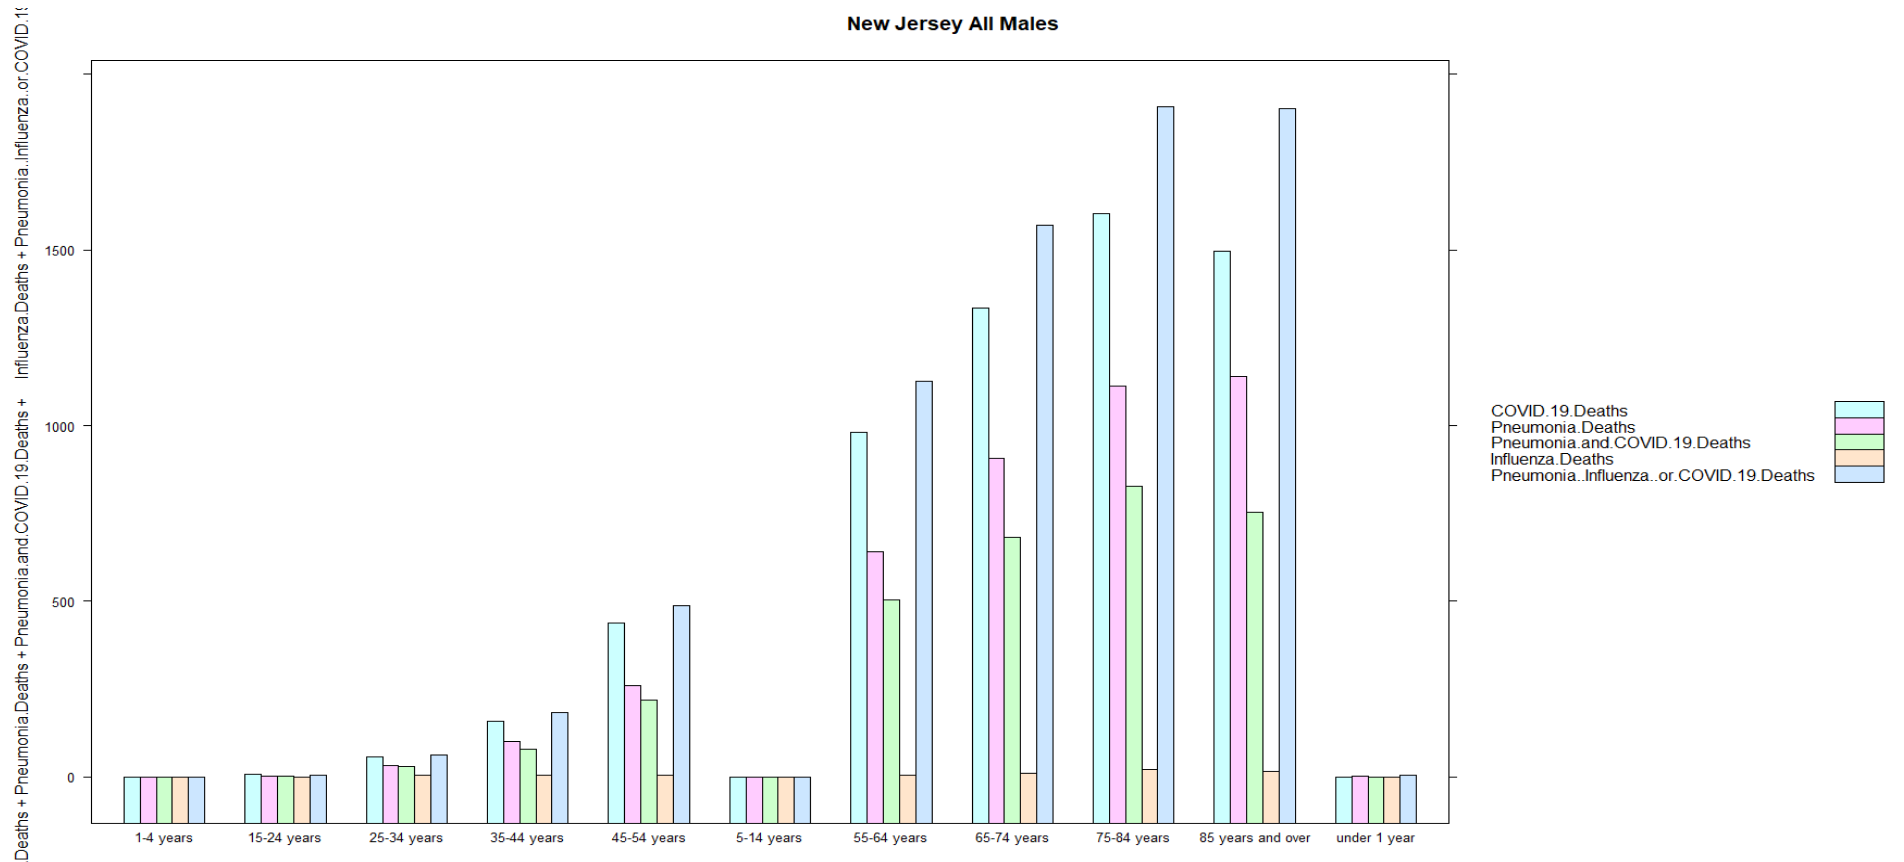 New Jersey All Males
.Deaths + Pneumonia.Deaths + Pneumonia.and.COVID.19.Deaths + Influenza.Deaths + Pneumonia..Influenza..or.COVID.19
1500
1000
500
0
1-4 years
15-24 years
25-34 years
35-44 years
45-54 years
5-14 years
55-64 years
65-74 years
75-84 years
85 years and over
under 1 year
COVID.19.Deaths
Pneumonia.Deaths
Pneumonia.and.COVID.19.Deaths
Influenza.Deaths
Pneumonia..Influenza..or.COVID.19.Deaths